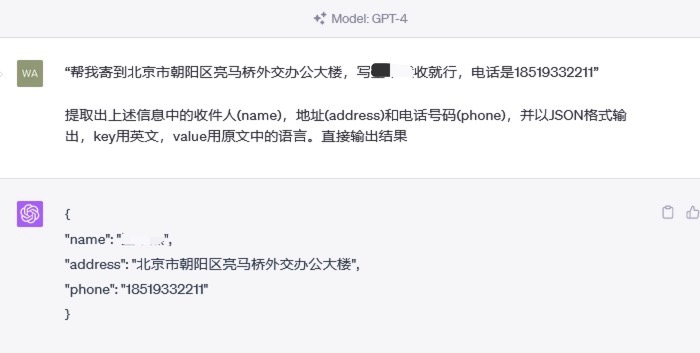 Model: GPT-4
WA
“帮我寄到北京市朝阳区亮马桥外交办公大楼，写收就行，电话是18519332211”
提取出上述信息中的收件人(name)，地址(address)和电话号码(phone)，并以JSON格式输
出，key用英文，value用原文中的语言。直接输出结果
{
"name": "",
"address": "北京市朝阳区亮马桥外交办公大楼",
"phone": "18519332211"
}